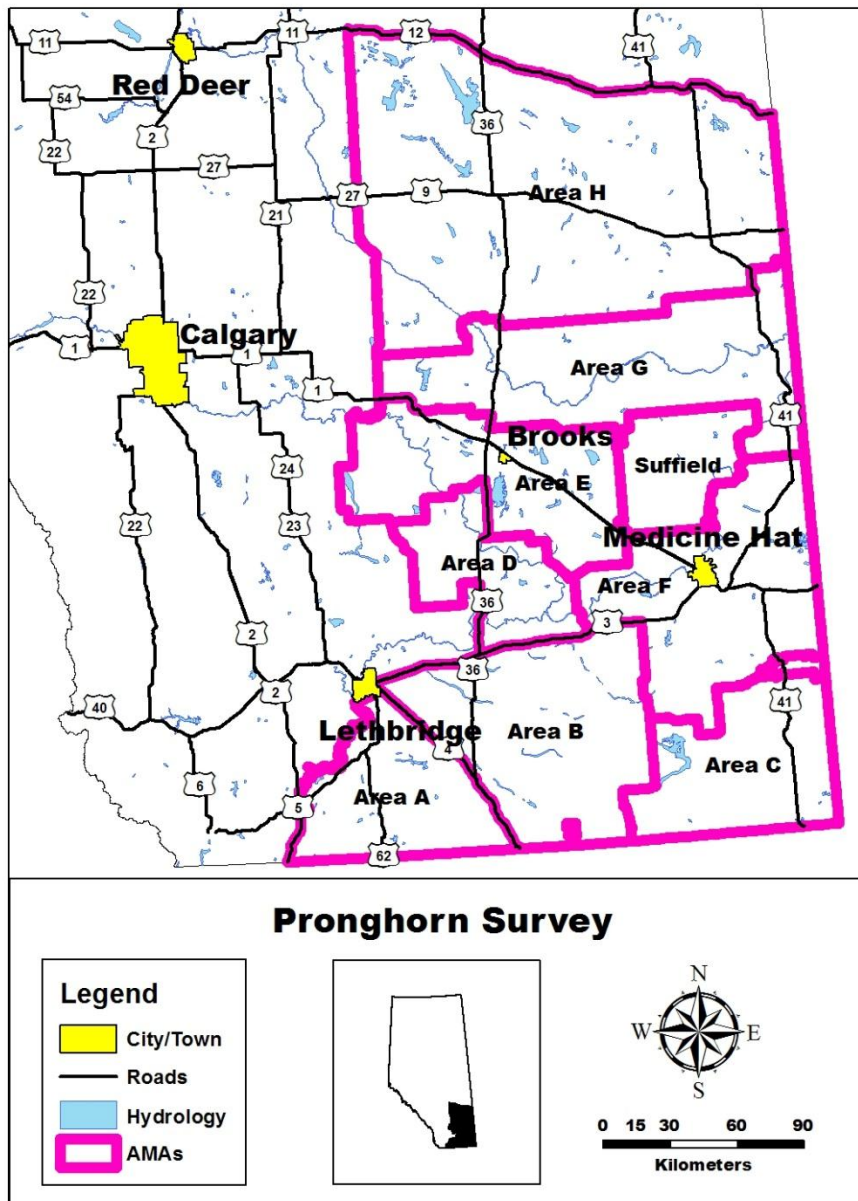 11
11
12
41
Red Deer
54
2
36
22
27
27
9
Area H
21
22
Calgary
1
1
1
Area G
41
Brooks
Suffield
24
Area E
22
23
Medicine Hat
Area D
Area F
36
3
2
36
2
40
41
Lethbridge
Area B
4
Area C
6
Area A
5
62
Pronghorn Survey
Legend
City/Town
Roads
Hydrology
AMAs
N
W E
S
0 15 30 60 90
Kilometers